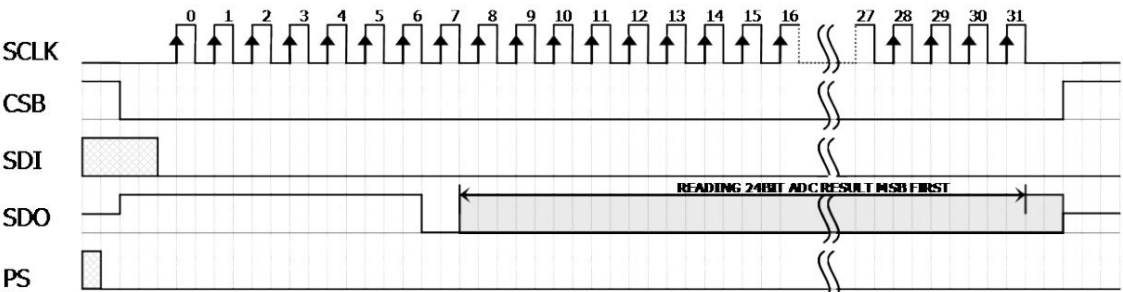 0 1 2 3 4 5 6 7 8 9 10 11 12 13 14 15 16 27 28 29 30 31
SCLK
CSB
SDI
READING 24BIT ADC RESULT MSB FIRST
SDO
PS